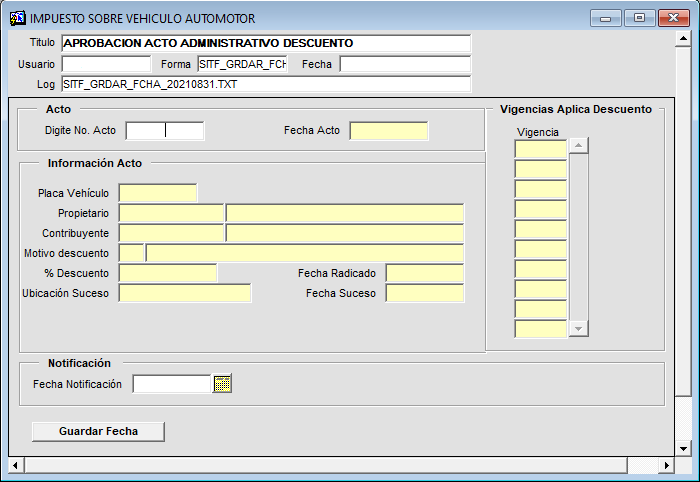 IMPUESTO SOBRE VEHICULO AUTOMOTOR
Titulo APROBACION ACTO ADMINISTRATIVO DESCUENTO
Usuario Forma SITF_GRDAR_FCH Fecha
Log SITF_GRDAR_FCHA_20210831.TXT
Acto
Digite No. Acto Fecha Acto
Vigencias Aplica Descuento
Vigencia
Información Acto
Placa Vehículo
Propietario
Contribuyente
Motivo descuento
% Descuento Fecha Radicado
Ubicación Suceso Fecha Suceso
Notificación
Fecha Notificación
Guardar Fecha